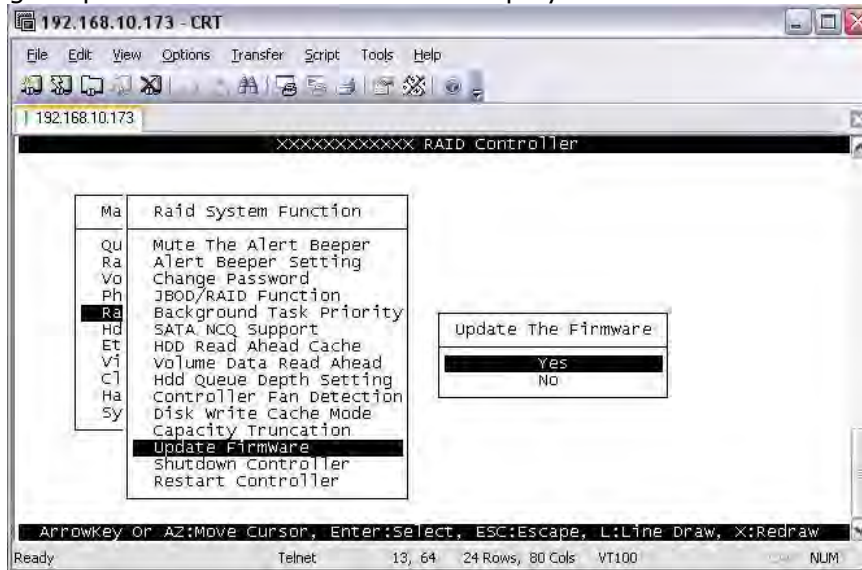 192.168.10.173 - CRT
File Edit View Options Transfer Script Tools Help
192.168.10.173
XXXXXXXXXXXX RAID Controller
Ma
Qu
Ra
Vo
Ph
Ra
Hd
Et
Vi
Cl
Ha
Sy
Raid System Function
Mute The Alert Beeper
Alert Beeper Setting
Change Password
JBOD/RAID Function
Background Task Priority
SATA NCQ Support
HDD Read Ahead Cache
Volume Data Read Ahead
Hdd Queue Depth Setting
Controller Fan Detection
Disk Write Cache Mode
Capacity Truncation
Update Firmware
Shutdown Controller
Restart Controller
Update The Firmware
Yes
No
ArrowKey Or AZ:Move Cursor, Enter:Select, ESC:Escape, L:Line Draw, X:Redraw
Ready Telnet 13, 64 24 Rows, 80 Cols VT100 NUM